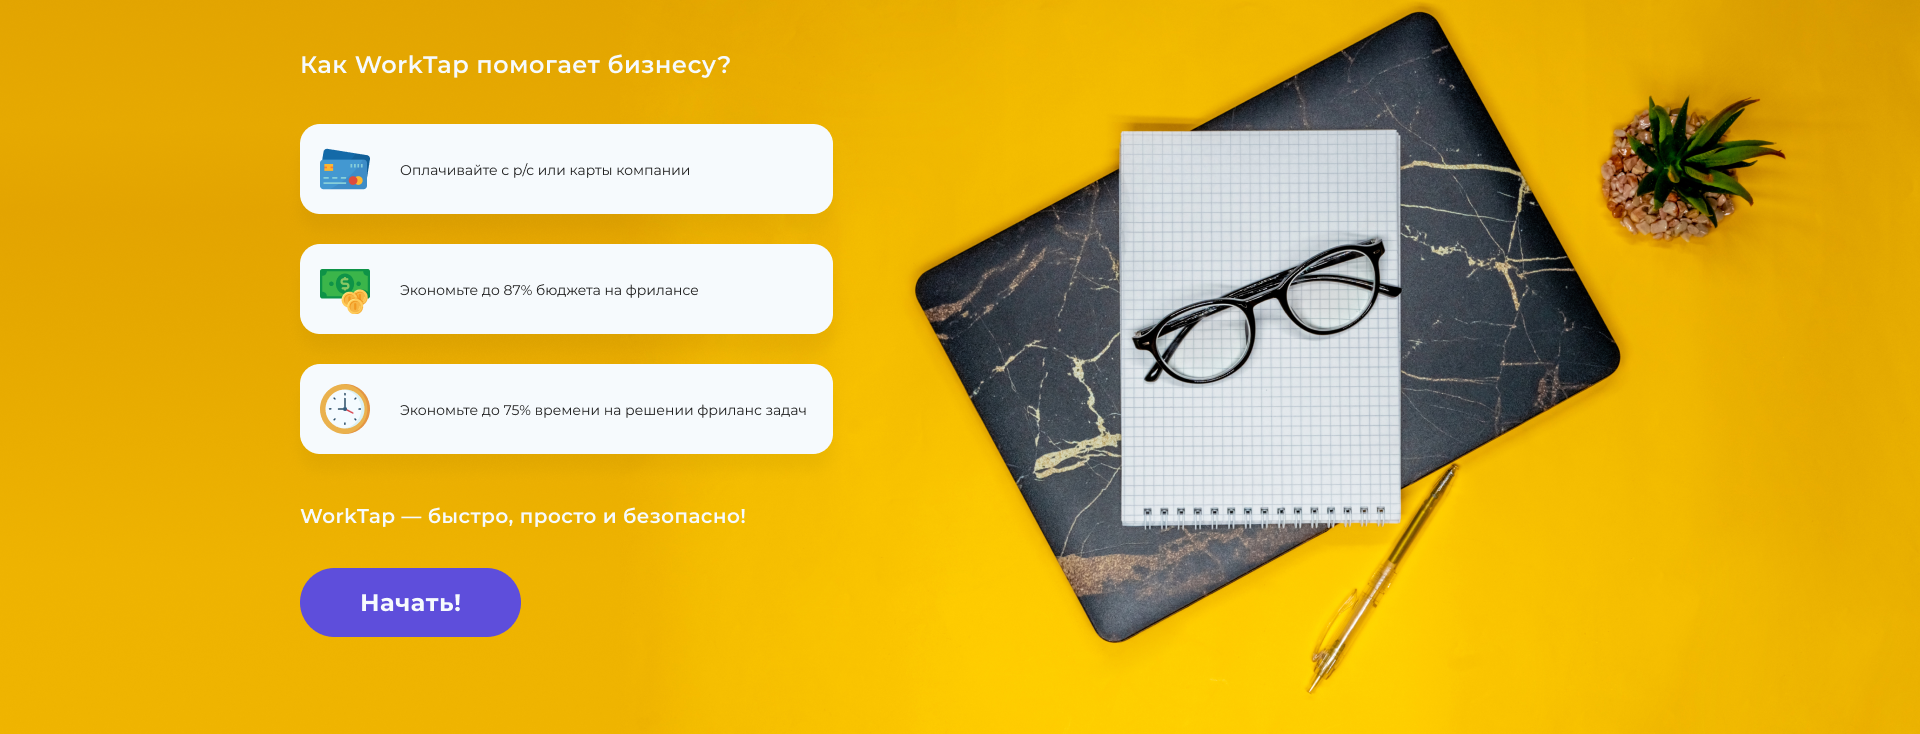 Как WorkTap помогает бизнесу?
Оплачивайте с р/с или карты компании
Экономьте до 87% бюджета на фрилансе
Экономьте до 75% времени на решении фриланс задач
WorkTap — быстро, просто и безопасно!
Начать!